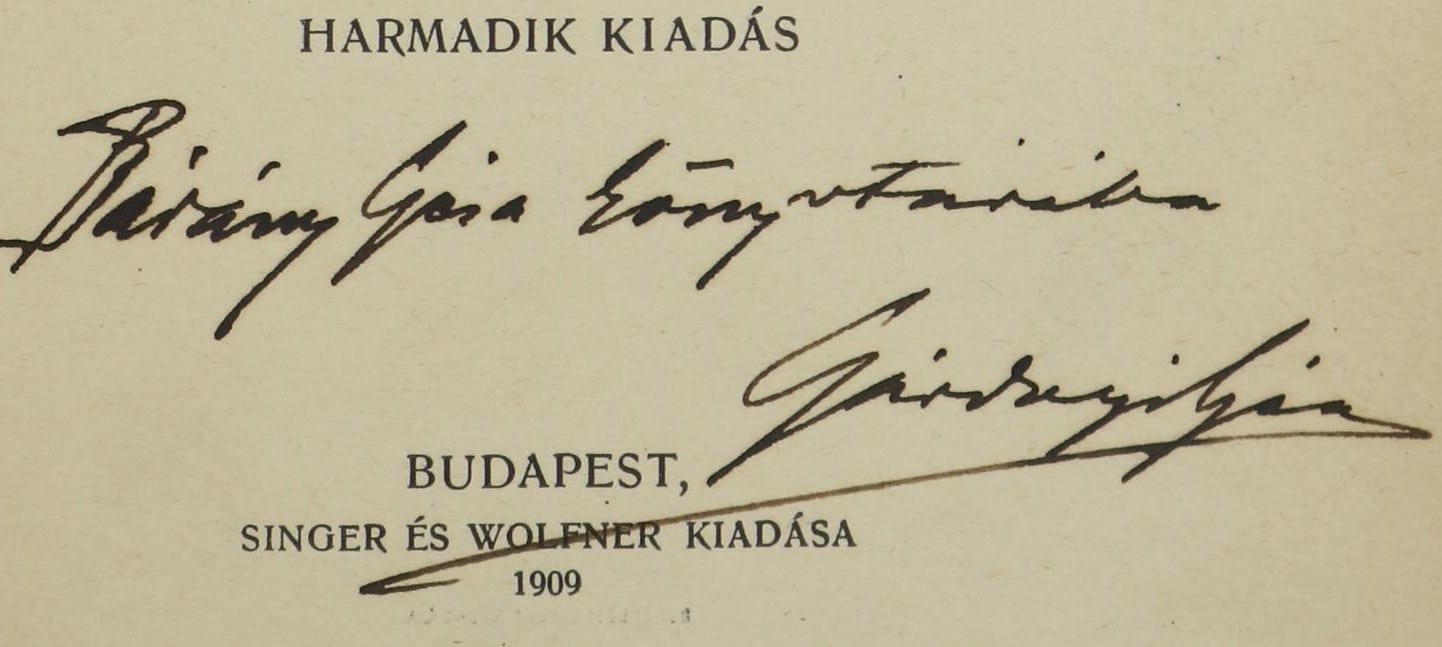 HARMADIK KIADÁS
Bárány Géza könyvtárába
Gárdonyi Géza
BUDAPEST,
SINGER ÉS WOLFNER KIADÁSA
1909